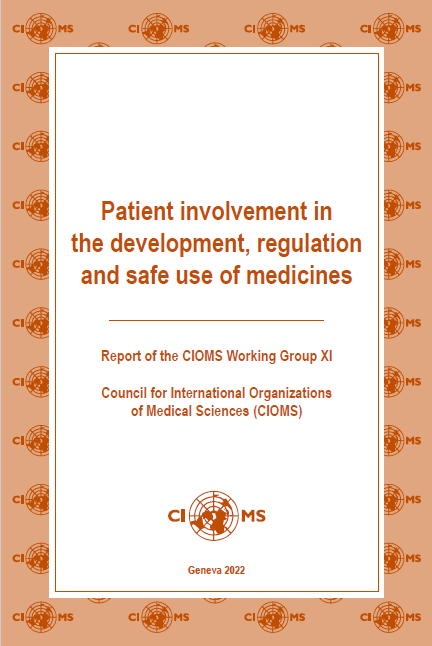 Patient involvement in
the development, regulation
and safe use of medicines
Report of the CIOMS Working Group XI
Council for International Organizations
of Medical Sciences (CIOMS)
CI MS
Geneva 2022